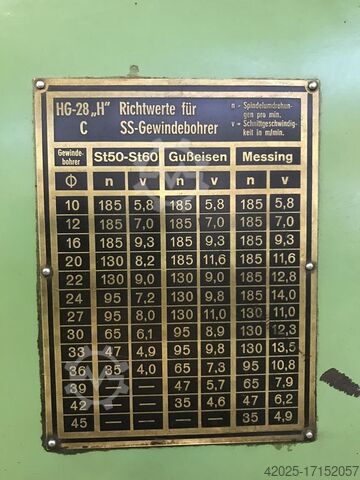 HG-28 „H" Richtwerte für n - Spindelumdrehun-
gen pro min.
C SS-Gewindebohrer v - Schnittgeschwindig-
keit in m/min.
Gewinde-
bohrer St50-St60 Gußeisen Messing
Φ n v n v n v
10 185 5,8 185 5,8 185 5,8
12 185 7,0 185 7,0 185 7,0
16 185 9,3 185 9,3 185 9,3
20 130 8,2 185 11,6 185 11,6
22 130 9,0 130 9,0 185 12,8
24 95 7,2 130 9,8 185 14,0
27 95 8,0 130 11,0 130 11,0
30 65 6,1 95 8,9 130 12,3
33 47 4,9 95 9,8 130 13,5
36 35 4,0 65 7,3 95 10,8
39 — — 47 5,7 65 7,9
42 — — 35 4,6 47 6,2
45 — — — — 35 4,9
42025-17152057